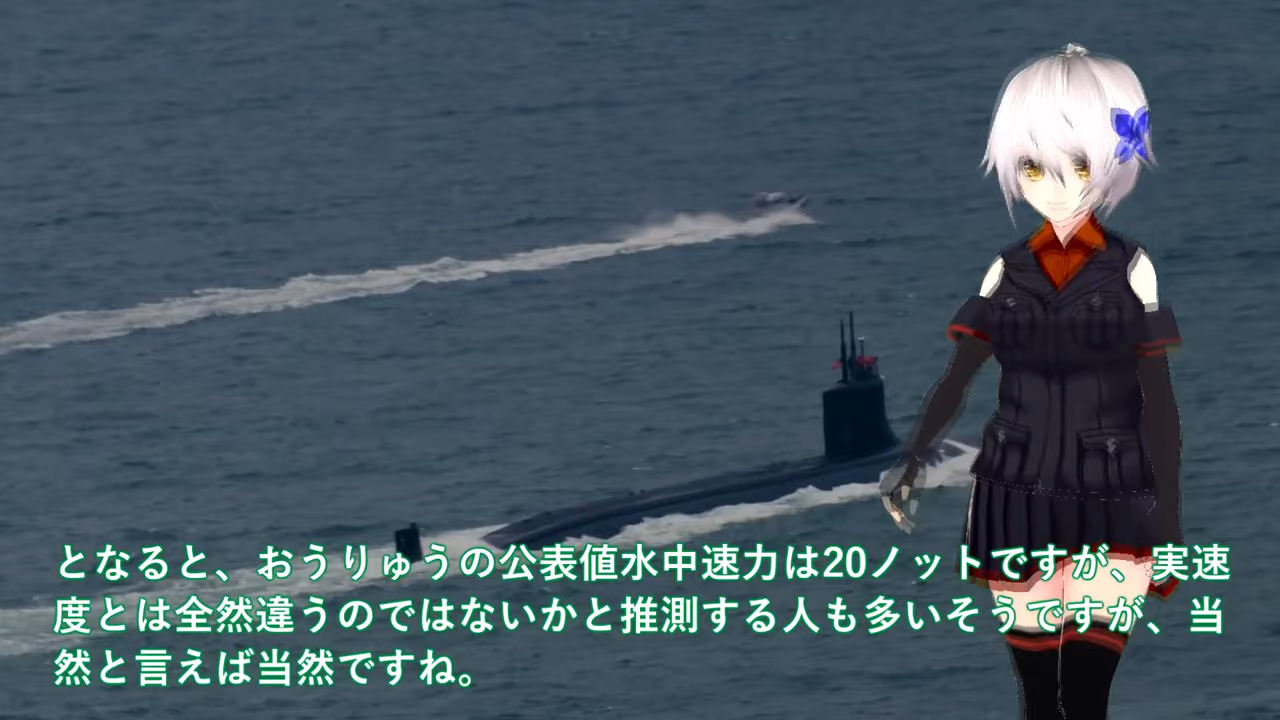 となると、おうりゅうの公表値水中速力は20ノットですが、実速
度とは全然違うのではないかと推測する人も多いそうですが、当
然と言えば当然ですね。